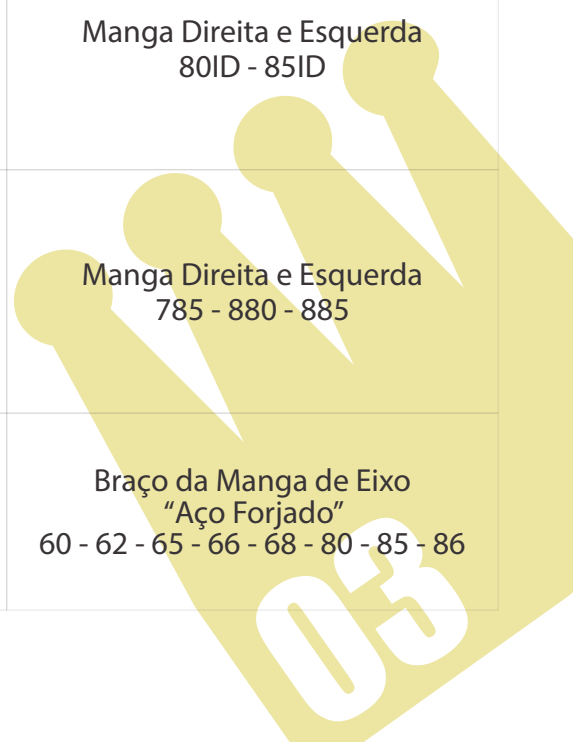 Manga Direita e Esquerda
80ID - 85ID
Manga Direita e Esquerda
785 - 880 - 885
Braço da Manga de Eixo
“Aço Forjado”
60 - 62 - 65 - 66 - 68 - 80 - 85 - 86
03